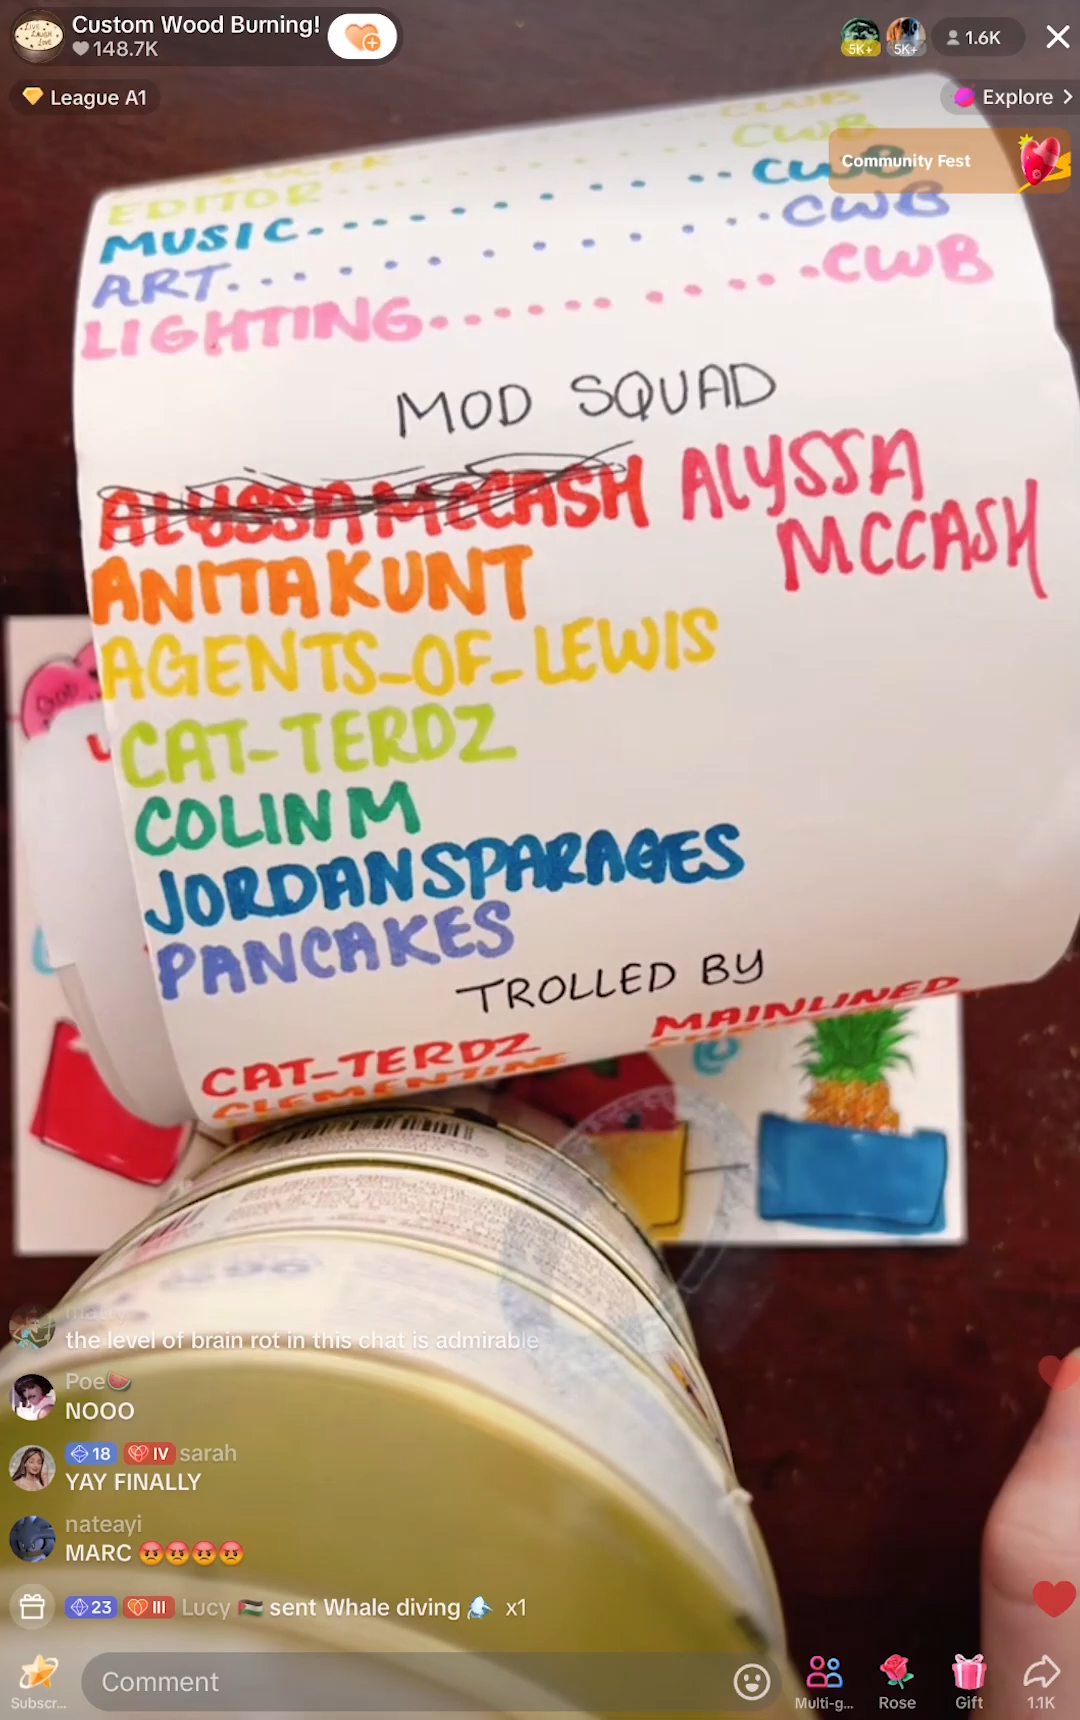 Custom Wood Burning!
148.7K
5K+
5K+
1.6K
League A1
Explore
Community Fest
CWB
CWB
EDITOR
MUSIC CWB
ART CWB
LIGHTING CWB
MOD SQUAD
ALYSSA MCCASH ALYSSA
MCCASH
ANITAKUNT
AGENTS_OF_LEWIS
CAT-TERDZ
COLIN M
JORDANSPARAGES
PANCAKES
TROLLED BY
CAT-TERDZ MAINLINED
CLEMENTINE
the level of brain rot in this chat is admirable
Poe🍉
NOOO
18 IV sarah
YAY FINALLY
nateayi
MARC 😡😡😡😡
23 III Lucy 🇵🇸 sent Whale diving x1
Comment
Subscr...
Multi-g...
Rose
Gift
1.1K